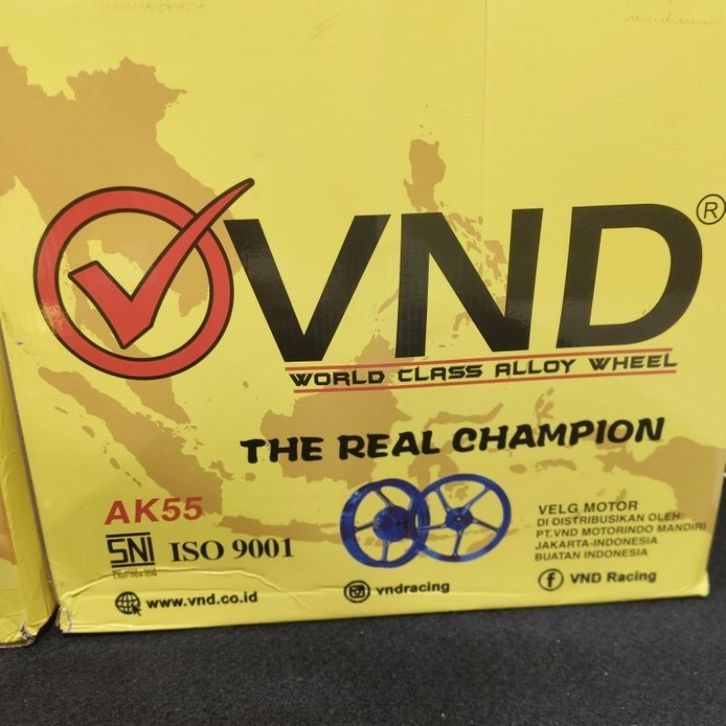 VND®
WORLD CLASS ALLOY WHEEL
THE REAL CHAMPION
AK55
SNI
ISO 9001
VELG MOTOR
DI DISTRIBUSIKAN OLEH:
PT.VND MOTORINDO MANDIRI
JAKARTA-INDONESIA
BUATAN INDONESIA
www.vnd.co.id
vndracing
f VND Racing